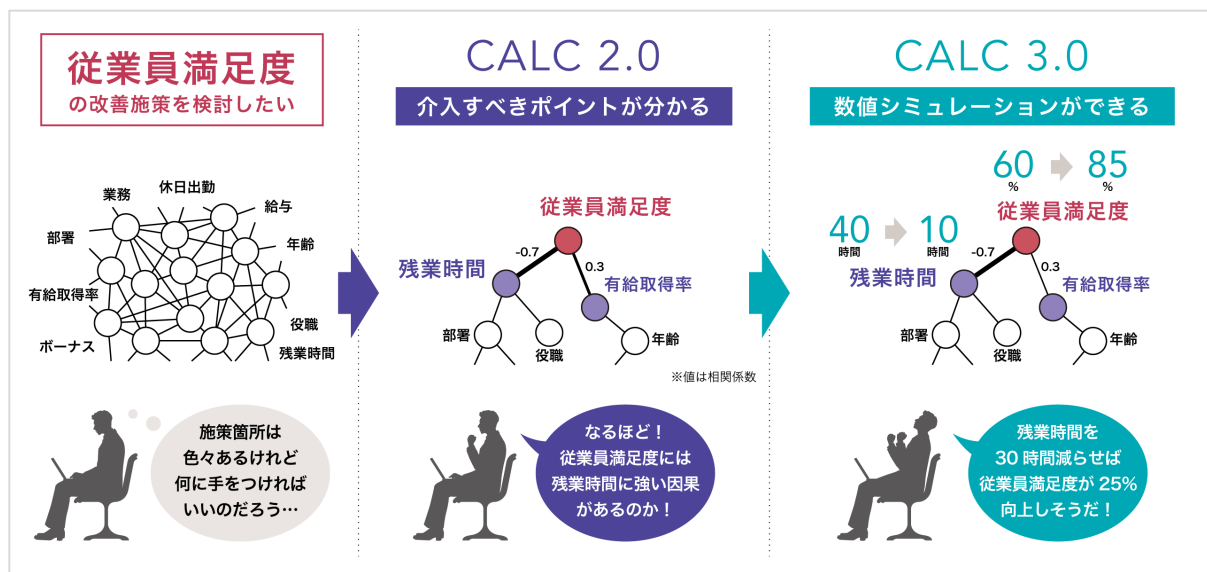 従業員満足度
の改善施策を検討したい
業務
休日出勤
給与
部署
年齢
有給取得率
役職
ボーナス
残業時間
施策箇所は
色々あるけれど
何に手をつければ
いいのだろう…
CALC 2.0
介入すべきポイントが分かる
従業員満足度
-0.7
0.3
残業時間
有給取得率
部署
役職
年齢
※値は相関係数
なるほど！
従業員満足度には
残業時間に強い因果
があるのか！
CALC 3.0
数値シミュレーションができる
60
%
85
%
従業員満足度
40
時間
10
時間
-0.7
0.3
残業時間
有給取得率
部署
役職
年齢
残業時間を
30 時間減らせば
従業員満足度が 25%
向上しそうだ！